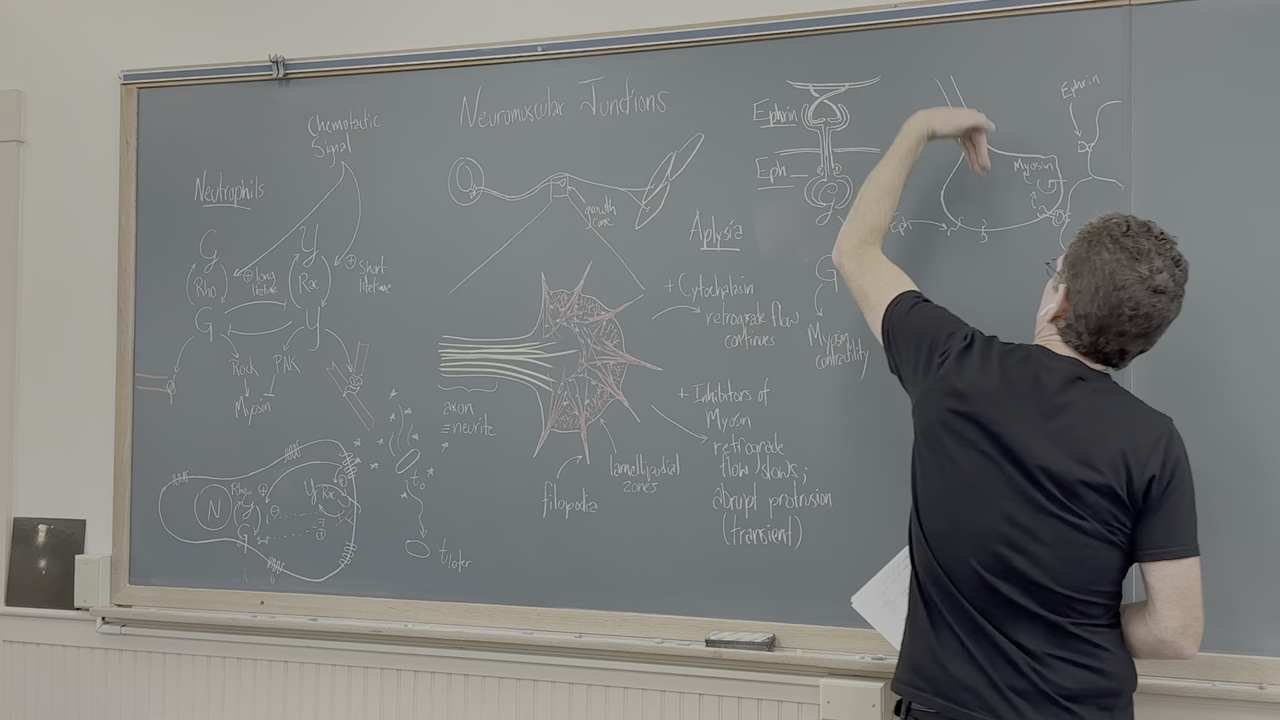 Neuromuscular Junctions
Chemotactic
Signal
Neutrophils
G
Y
Rho
Rac
⊕ long
lifetime
⊕ Short
lifetime
G
Y
Rock
PAK
Myosin
N
Rho
⊕
Y
Rac
G
t₀
t later
growth
cone
axon
≡ neurite
filopodia
lamellipodial
zones
Aplysia
+ Cytochalasin
retrograde flow
continues
+ Inhibitors of
Myosin
retrograde
flow slows;
abrupt protrusion
(transient)
Ephrin
Eph
G
G
Myosin
contractility
Eph
Myosin
Ephrin